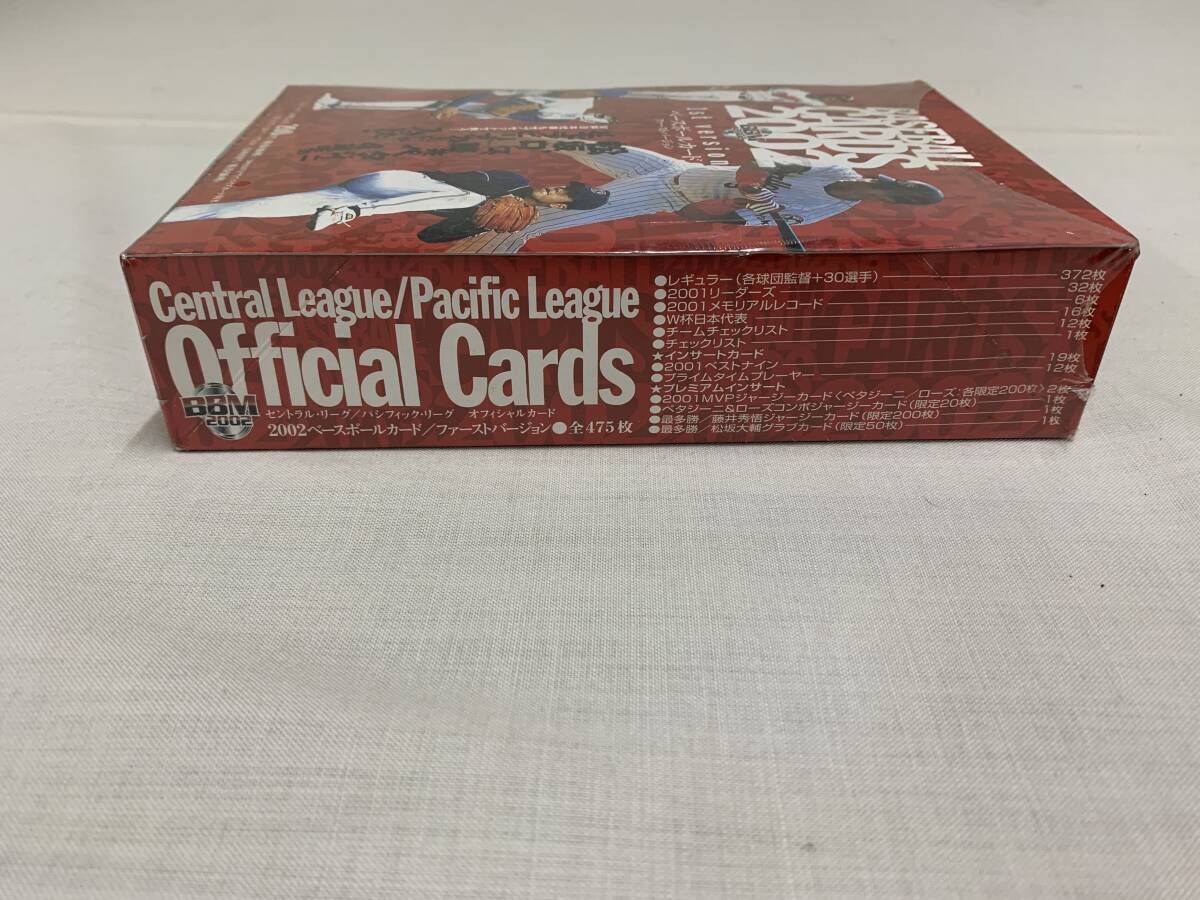 BASEBALL
CARDS
2002
1st version
ベースボールカード
Central League/Pacific League
Official Cards
BBM
2002
セントラル・リーグ/パシフィック・リーグ オフィシャルカード
2002ベースボールカード/ファーストバージョン●全475枚
●レギュラー(各球団監督+30選手) 372枚
●2001リーダーズ 32枚
●2001メモリアルレコード 6枚
●W杯日本代表 16枚
●チームチェックリスト 12枚
●チェックリスト 1枚
★インサートカード
●2001ベストナイン 19枚
●プライムタイムプレーヤー 12枚
★プレミアムインサート
●2001MVPジャージーカード<ペタジーニ/ローズ:各限定200枚> 2枚
●ペタジーニ&ローズコンボジャージーカード(限定20枚) 1枚
●最多勝/藤井秀悟ジャージーカード(限定200枚) 1枚
●最多勝/松坂大輔グラブカード(限定50枚) 1枚